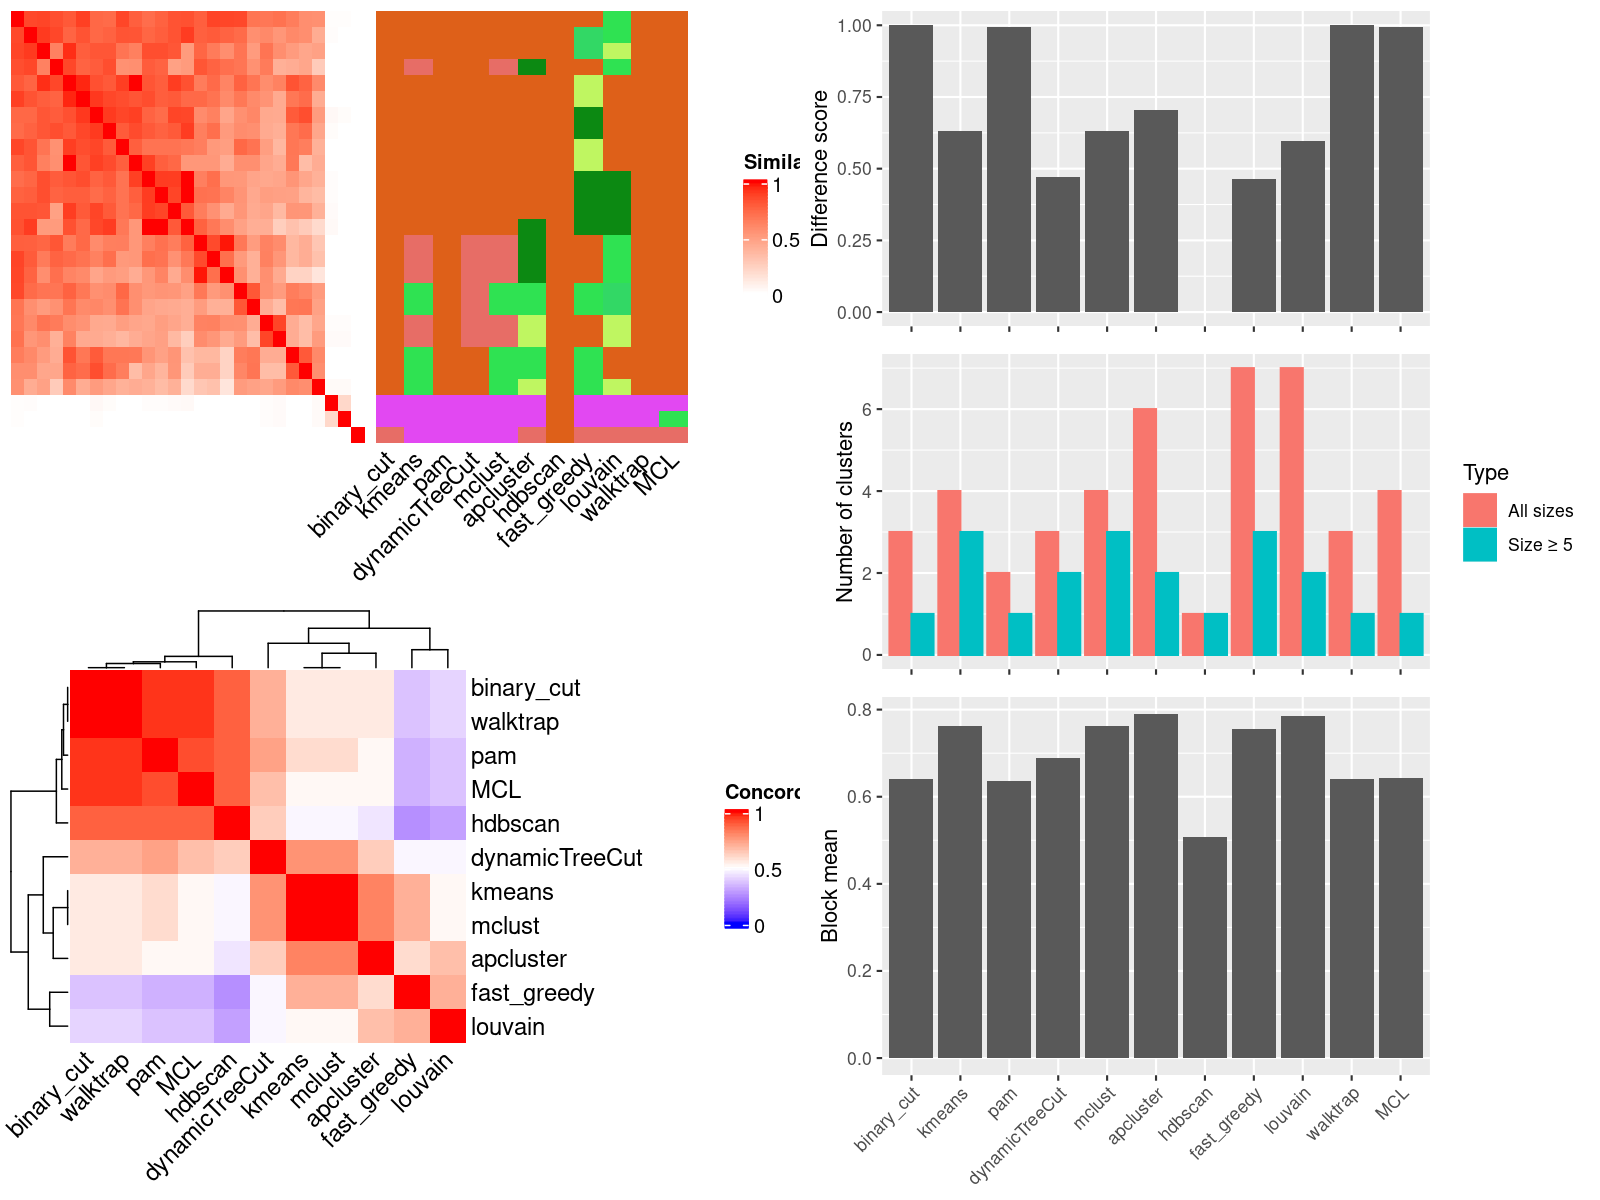 Simila
1
0.5
0
binary_cut
kmeans
pam
dynamicTreeCut
mclust
apcluster
hdbscan
fast_greedy
louvain
walktrap
MCL
Difference score
1.00
0.75
0.50
0.25
0.00
Number of clusters
6
4
2
0
Type
All sizes
Size ≥ 5
binary_cut
walktrap
pam
MCL
hdbscan
dynamicTreeCut
kmeans
mclust
apcluster
fast_greedy
louvain
binary_cut
walktrap
pam
MCL
hdbscan
dynamicTreeCut
kmeans
mclust
apcluster
fast_greedy
louvain
Concord
1
0.5
0
Block mean
0.8
0.6
0.4
0.2
0.0
binary_cut
kmeans
pam
dynamicTreeCut
mclust
apcluster
hdbscan
fast_greedy
louvain
walktrap
MCL